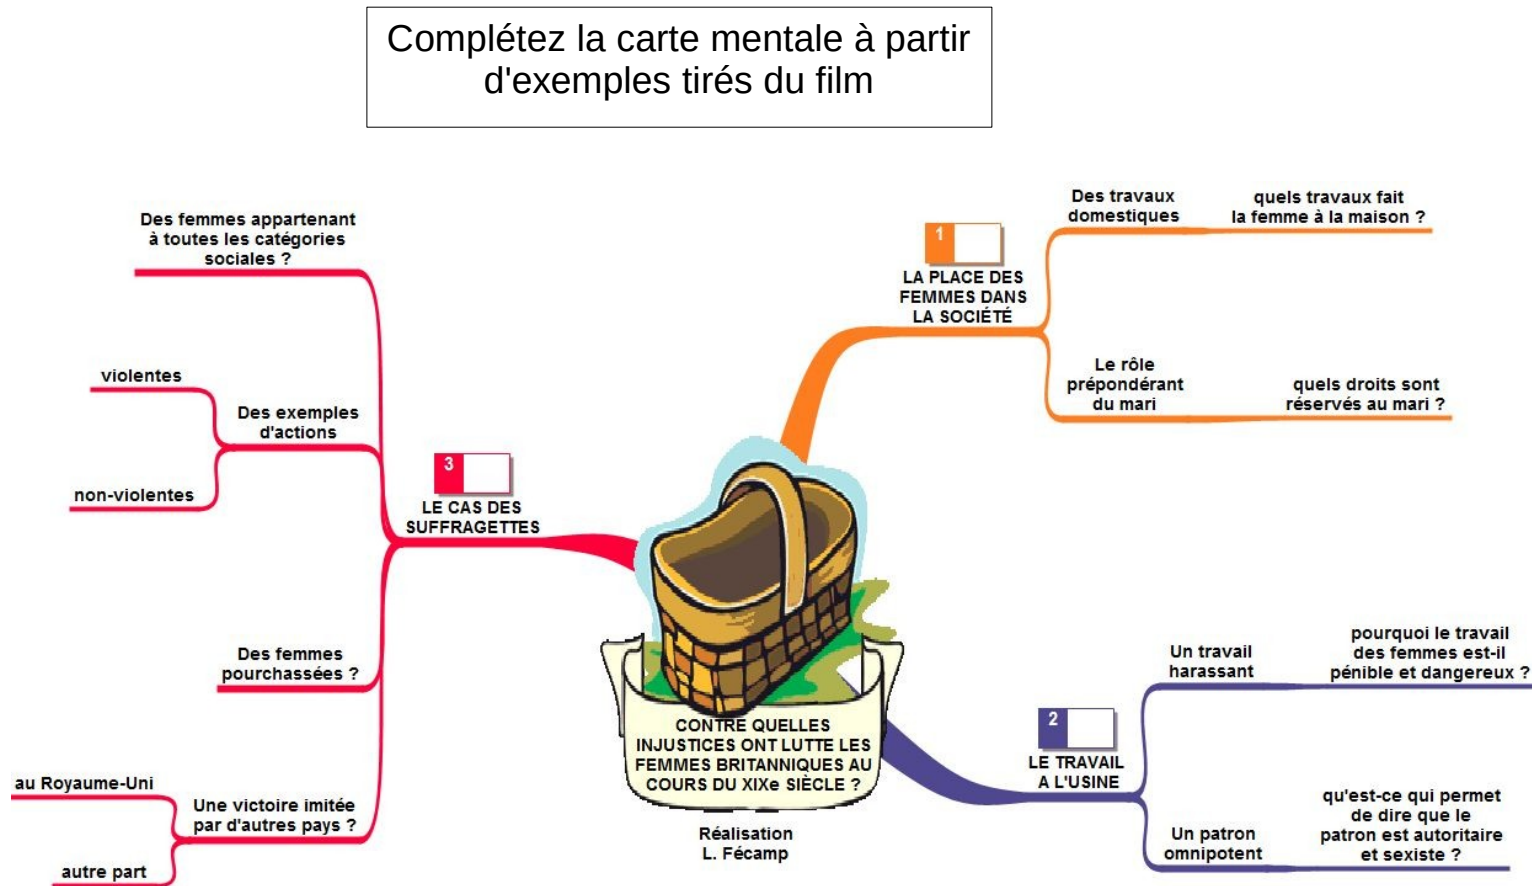 Complétez la carte mentale à partir
d'exemples tirés du film
1
LA PLACE DES
FEMMES DANS
LA SOCIÉTÉ
Des travaux
domestiques
quels travaux fait
la femme à la maison ?
Le rôle
prépondérant
du mari
quels droits sont
réservés au mari ?
2
LE TRAVAIL
A L'USINE
Un travail
harassant
pourquoi le travail
des femmes est-il
pénible et dangereux ?
Un patron
omnipotent
qu'est-ce qui permet
de dire que le
patron est autoritaire
et sexiste ?
3
LE CAS DES
SUFFRAGETTES
Des femmes appartenant
à toutes les catégories
sociales ?
Des exemples
d'actions
violentes
non-violentes
Des femmes
pourchassées ?
Une victoire imitée
par d'autres pays ?
au Royaume-Uni
autre part
CONTRE QUELLES
INJUSTICES ONT LUTTE LES
FEMMES BRITANNIQUES AU
COURS DU XIXe SIÈCLE ?
Réalisation
L. Fécamp